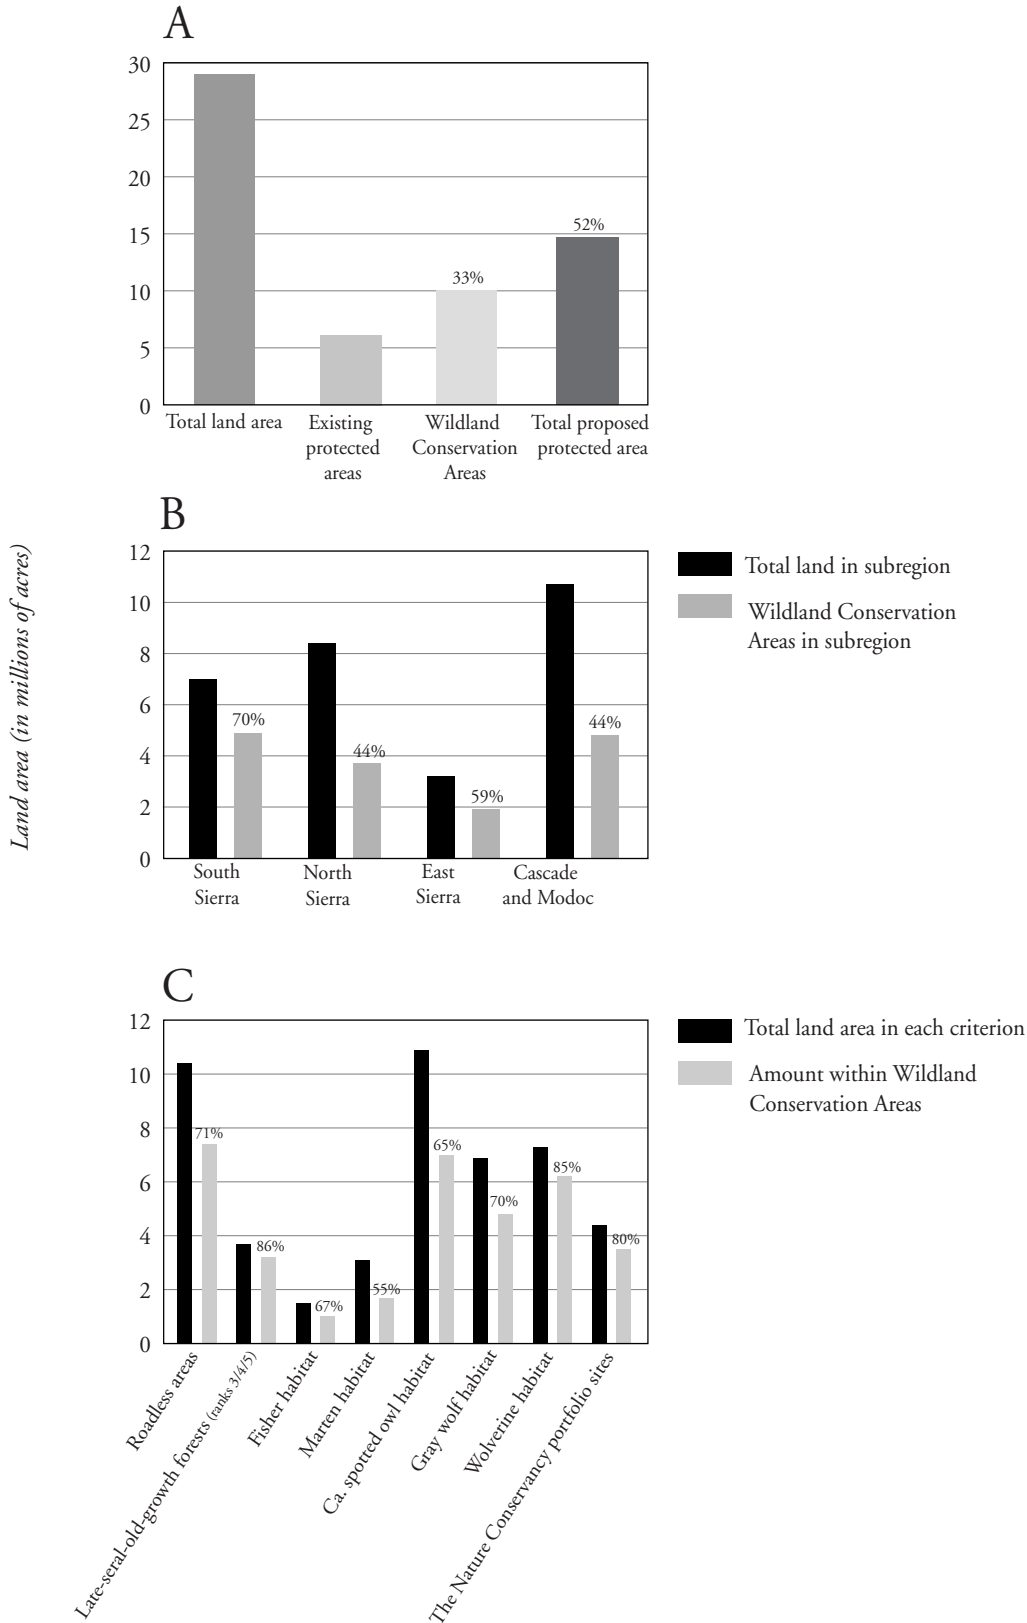 A
30
25
20
15
10
5
0
33%
52%
Total land area
Existing
protected
areas
Wildland
Conservation
Areas
Total proposed
protected area
Land area (in millions of acres)
B
12
10
8
6
4
2
0
70%
44%
59%
44%
South
Sierra
North
Sierra
East
Sierra
Cascade
and Modoc
Total land in subregion
Wildland Conservation
Areas in subregion
C
12
10
8
6
4
2
0
71%
86%
67%
55%
65%
70%
85%
80%
Roadless areas
Late-seral-old-growth forests (ranks 3/4/5)
Fisher habitat
Marten habitat
Ca. spotted owl habitat
Gray wolf habitat
Wolverine habitat
The Nature Conservancy portfolio sites
Total land area in each criterion
Amount within Wildland
Conservation Areas